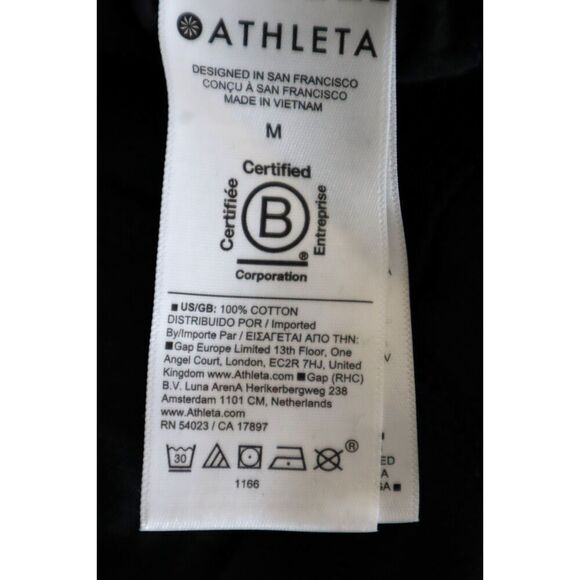 ATHLETA
DESIGNED IN SAN FRANCISCO
CONÇU À SAN FRANCISCO
MADE IN VIETNAM
M
Certified
Certifiée
B
®
Entreprise
Corporation
■ US/GB: 100% COTTON
DISTRIBUIDO POR / Imported
By/Importe Par / ΕΙΣΑΓΕΤΑΙ ΑΠΟ ΤΗΝ:
■Gap Europe Limited 13th Floor, One
Angel Court, London, EC2R 7HJ, United
Kingdom www.Athleta.com ■Gap (RHC)
B.V. Luna ArenA Herikerbergweg 238
Amsterdam 1101 CM, Netherlands
www.Athleta.com
RN 54023 / CA 17897
30
®
1166